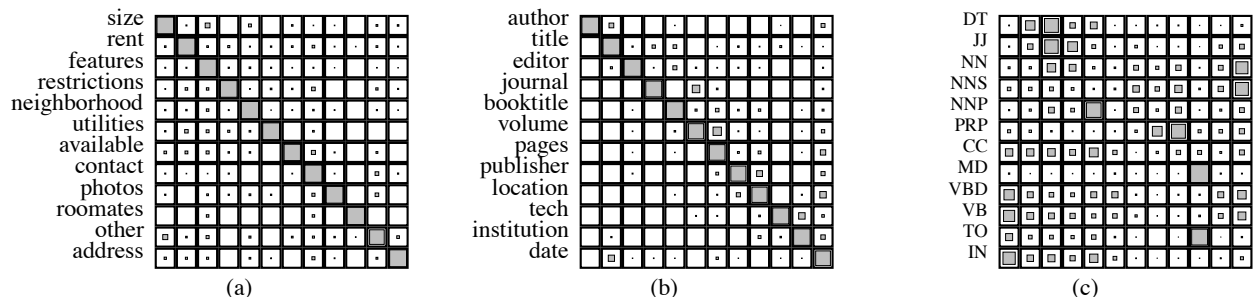 size
rent
features
restrictions
neighborhood
utilities
available
contact
photos
roomates
other
address
(a)
author
title
editor
journal
booktitle
volume
pages
publisher
location
tech
institution
date
(b)
DT
JJ
NN
NNS
NNP
PRP
CC
MD
VBD
VB
TO
IN
(c)